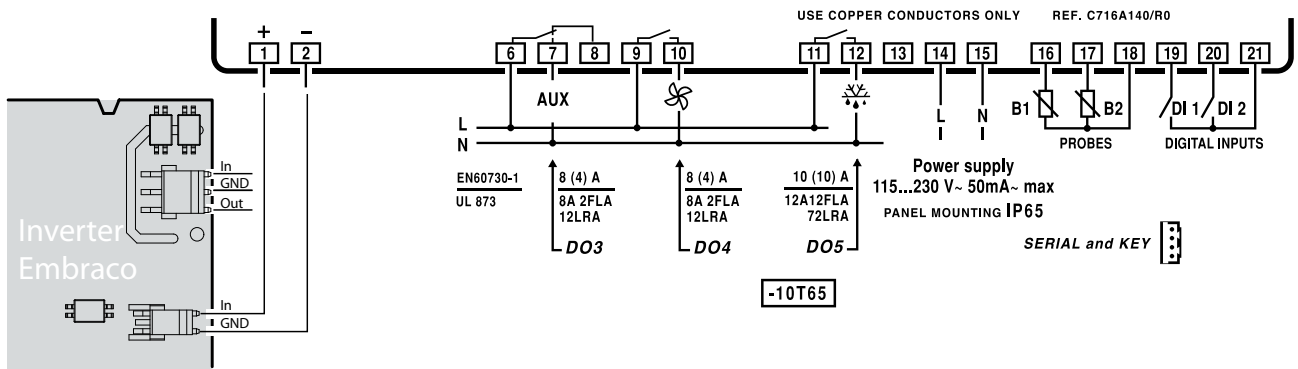 USE COPPER CONDUCTORS ONLY REF. C716A140/R0
+ −
1 2 6 7 8 9 10 11 12 13 14 15 16 17 18 19 20 21
AUX
L
N
L N
B1 B2
DI 1 DI 2
PROBES
DIGITAL INPUTS
EN60730-1
UL 873
8 (4) A
8A 2FLA
12LRA
DO3
8 (4) A
8A 2FLA
12LRA
DO4
10 (10) A
12A12FLA
72LRA
DO5
Power supply
115...230 V~ 50mA~ max
PANEL MOUNTING IP65
SERIAL and KEY
-10T65
In
GND
Out
Inverter
Embraco
In
GND